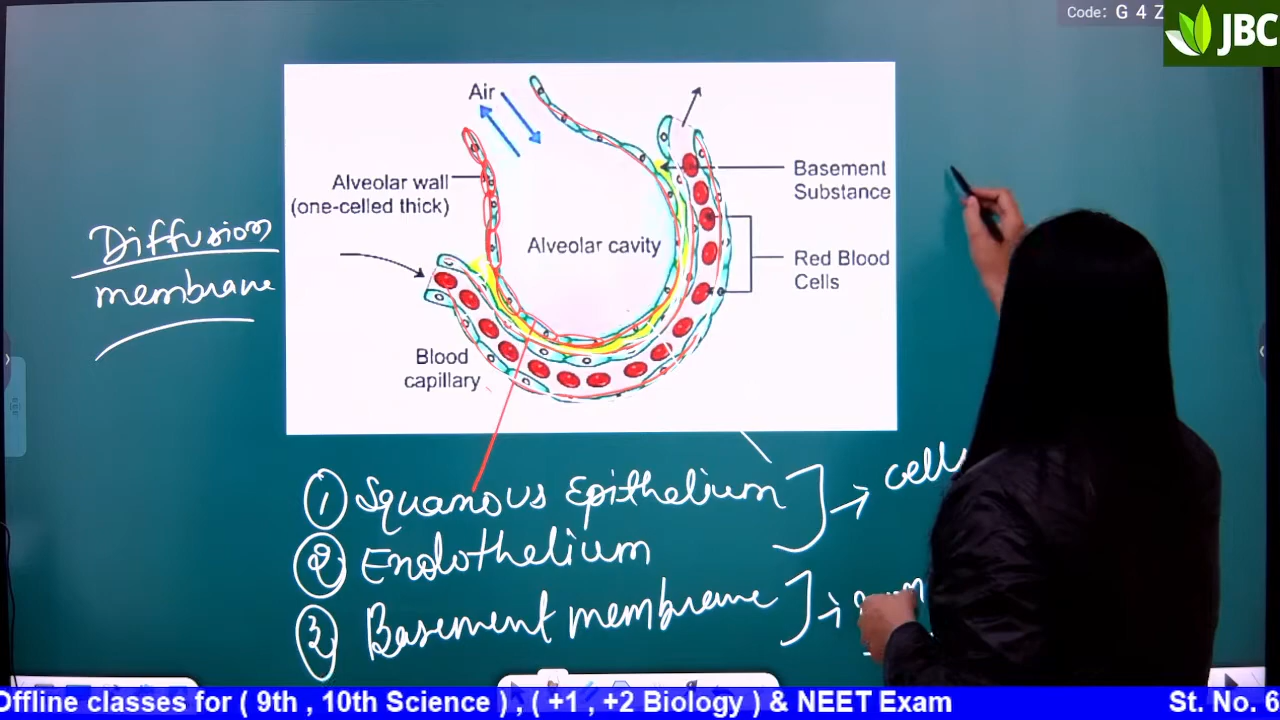 Code: G 4 Z
JBC
Air
Alveolar wall
(one-celled thick)
Basement
Substance
Alveolar cavity
Red Blood
Cells
Blood
capillary
Diffusion
membrane
① Squamous Epithelium
② Endothelium
③ Basement membrane
cell
Offline classes for ( 9th , 10th Science ) , ( +1 , +2 Biology ) & NEET Exam
St. No. 6